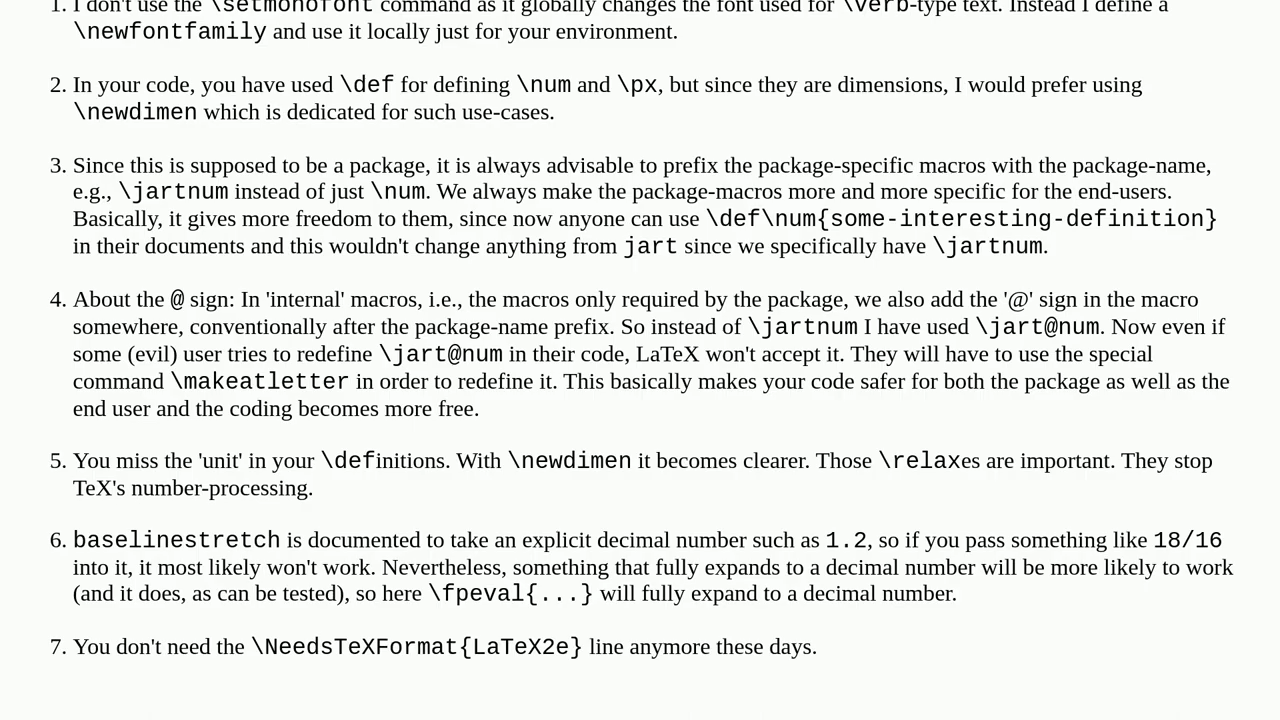 1. I don't use the \setmonofont command as it globally changes the font used for \verb-type text. Instead I define a
\newfontfamily and use it locally just for your environment.
2. In your code, you have used \def for defining \num and \px, but since they are dimensions, I would prefer using
\newdimen which is dedicated for such use-cases.
3. Since this is supposed to be a package, it is always advisable to prefix the package-specific macros with the package-name,
e.g., \jartnum instead of just \num. We always make the package-macros more and more specific for the end-users.
Basically, it gives more freedom to them, since now anyone can use \def\num{some-interesting-definition}
in their documents and this wouldn't change anything from jart since we specifically have \jartnum.
4. About the @ sign: In 'internal' macros, i.e., the macros only required by the package, we also add the '@' sign in the macro
somewhere, conventionally after the package-name prefix. So instead of \jartnum I have used \jart@num. Now even if
some (evil) user tries to redefine \jart@num in their code, LaTeX won't accept it. They will have to use the special
command \makeatletter in order to redefine it. This basically makes your code safer for both the package as well as the
end user and the coding becomes more free.
5. You miss the 'unit' in your \definitions. With \newdimen it becomes clearer. Those \relaxes are important. They stop
TeX's number-processing.
6. baselinestretch is documented to take an explicit decimal number such as 1.2, so if you pass something like 18/16
into it, it most likely won't work. Nevertheless, something that fully expands to a decimal number will be more likely to work
(and it does, as can be tested), so here \fpeval{...} will fully expand to a decimal number.
7. You don't need the \NeedsTeXFormat{LaTeX2e} line anymore these days.